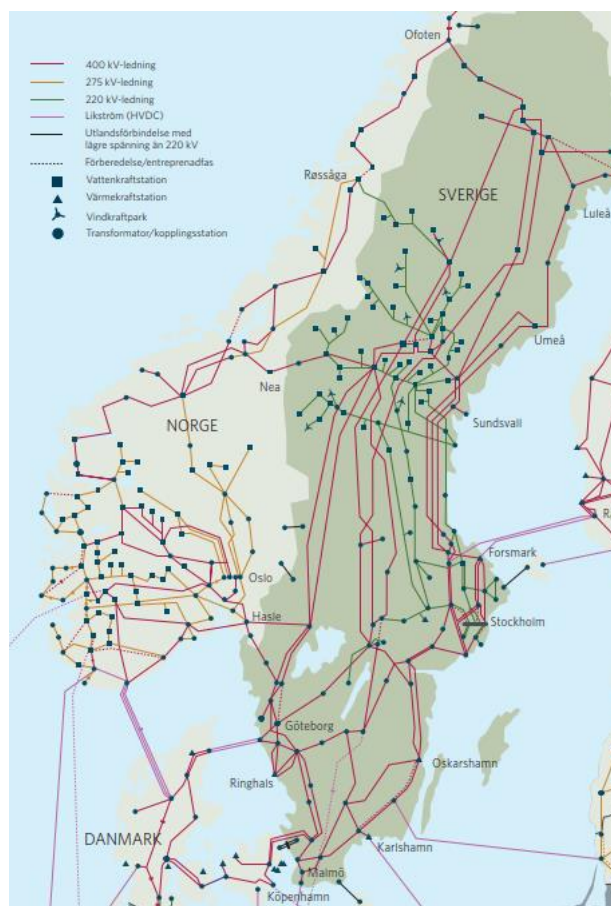 Ofoten
400 kV-ledning
275 kV-ledning
220 kV-ledning
Likström (HVDC)
Utlandsförbindelse med
lägre spänning än 220 kV
Förberedelse/entreprenadfas
Vattenkraftstation
Värmekraftstation
Vindkraftpark
Transformator/kopplingsstation
Røssåga
SVERIGE
Luleå
Umeå
Nea
NORGE
Sundsvall
Oslo
Forsmark
Hasle
Stockholm
Göteborg
Oskarshamn
Ringhals
DANMARK
Karlshamn
Malmö
Köpenhamn